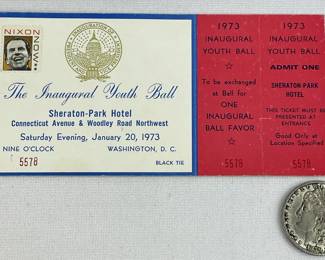 NIXON
NOW..
The Inaugural Youth Ball
Sheraton-Park Hotel
Connecticut Avenue & Woodley Road Northwest
Saturday Evening, January 20, 1973
NINE O'CLOCK
WASHINGTON, D. C.
5578
BLACK TIE
1973
INAUGURAL
YOUTH BALL
To be exchanged
at Ball for
ONE
INAUGURAL
BALL FAVOR
5578
1973
INAUGURAL
YOUTH BALL
ADMIT ONE
SHERATON-PARK
HOTEL
THIS TICKET MUST BE
PRESENTED AT
ENTRANCE
Good Only at
Location Specified
5578